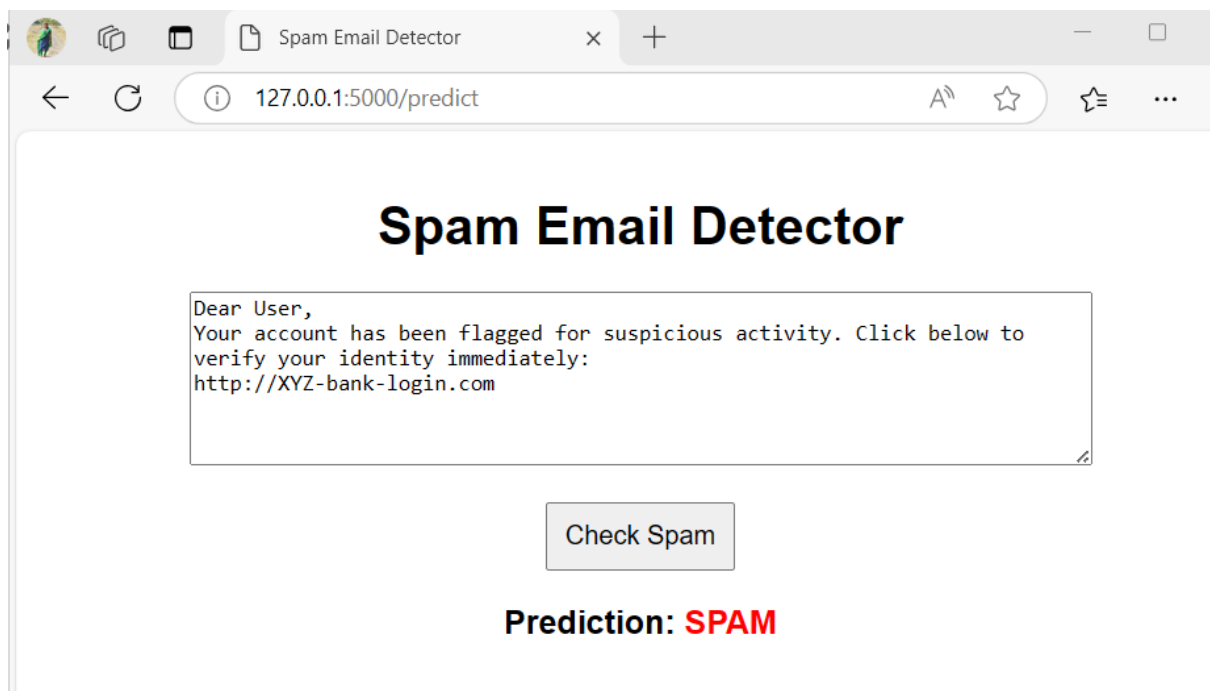 Spam Email Detector
127.0.0.1:5000/predict
Spam Email Detector
Dear User,
Your account has been flagged for suspicious activity. Click below to
verify your identity immediately:
http://XYZ-bank-login.com
Check Spam
Prediction: SPAM